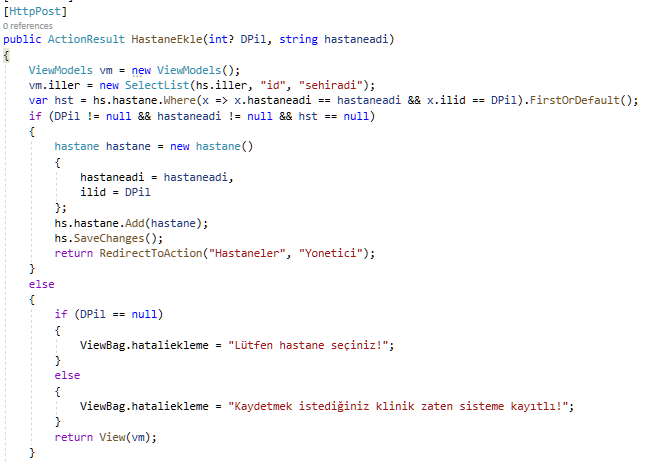 [HttpPost]
0 references
public ActionResult HastaneEkle(int? DPil, string hastaneadi)
{
ViewModels vm = new ViewModels();
vm.iller = new SelectList(hs.iller, "id", "sehiradi");
var hst = hs.hastane.Where(x => x.hastaneadi == hastaneadi && x.ilid == DPil).FirstOrDefault();
if (DPil != null && hastaneadi != null && hst == null)
{
hastane hastane = new hastane()
{
hastaneadi = hastaneadi,
ilid = DPil
};
hs.hastane.Add(hastane);
hs.SaveChanges();
return RedirectToAction("Hastaneler", "Yonetici");
}
else
{
if (DPil == null)
{
ViewBag.hataliekleme = "Lütfen hastane seçiniz!";
}
else
{
ViewBag.hataliekleme = "Kaydetmek istediğiniz klinik zaten sisteme kayıtlı!";
}
return View(vm);
}